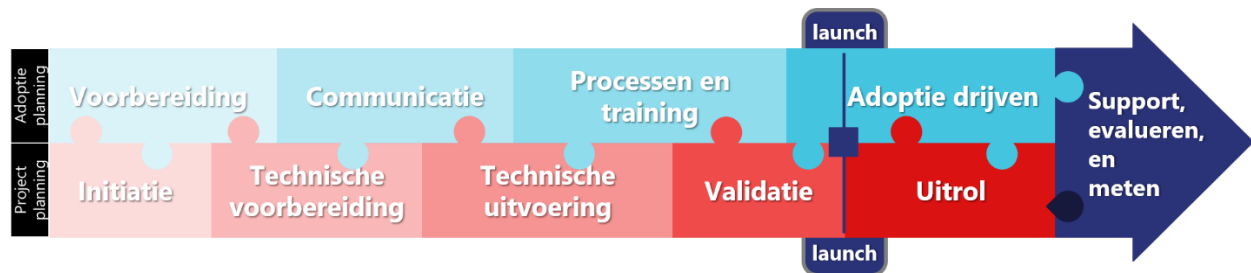 launch
Adoptie
planning
Voorbereiding
Communicatie
Processen en
training
Adoptie drijven
Support,
evalueren,
en
meten
Project
planning
Initiatie
Technische
voorbereiding
Technische
uitvoering
Validatie
Uitrol
launch